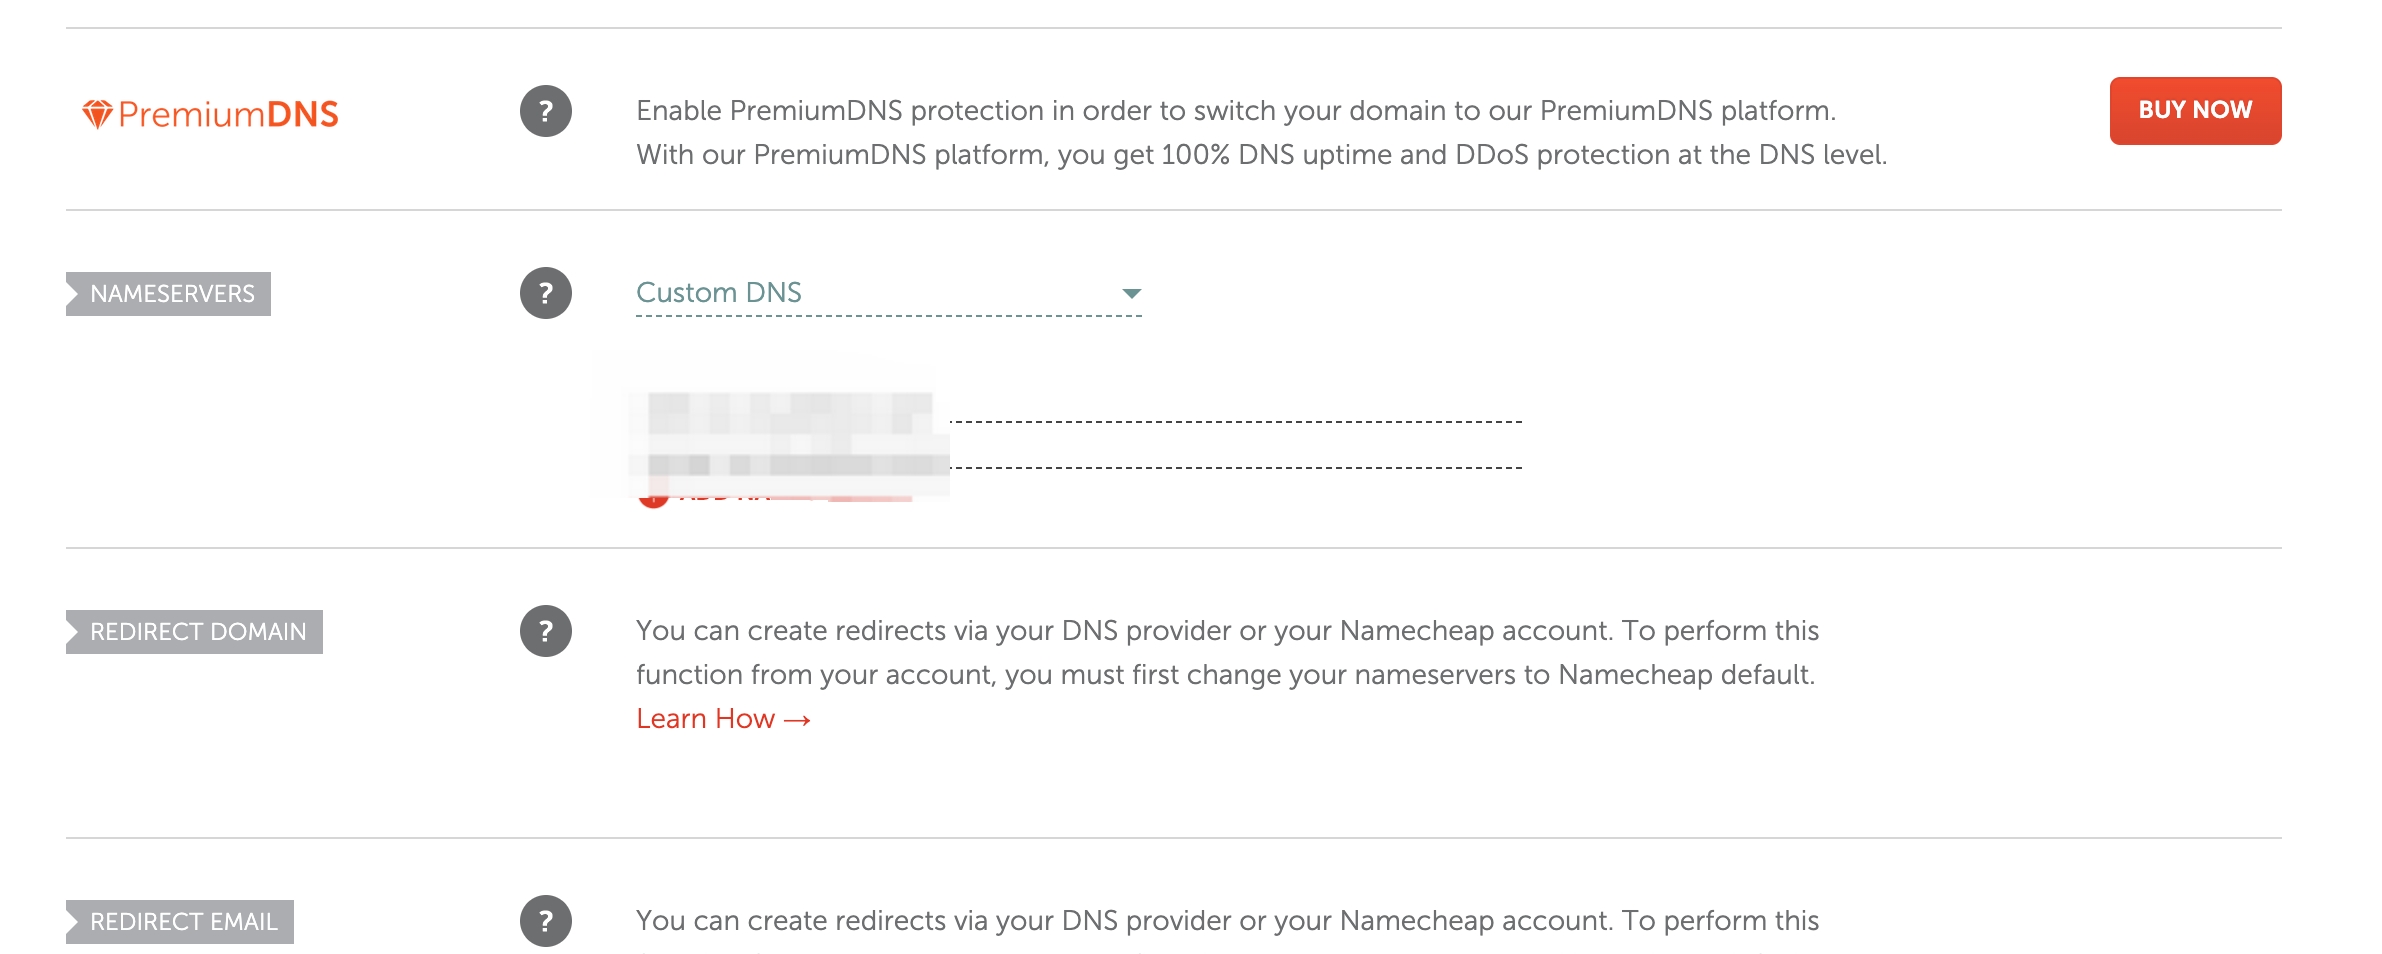 PremiumDNS
?
Enable PremiumDNS protection in order to switch your domain to our PremiumDNS platform.
With our PremiumDNS platform, you get 100% DNS uptime and DDoS protection at the DNS level.
BUY NOW
NAMESERVERS
?
Custom DNS
REDIRECT DOMAIN
?
You can create redirects via your DNS provider or your Namecheap account. To perform this
function from your account, you must first change your nameservers to Namecheap default.
Learn How →
REDIRECT EMAIL
?
You can create redirects via your DNS provider or your Namecheap account. To perform this